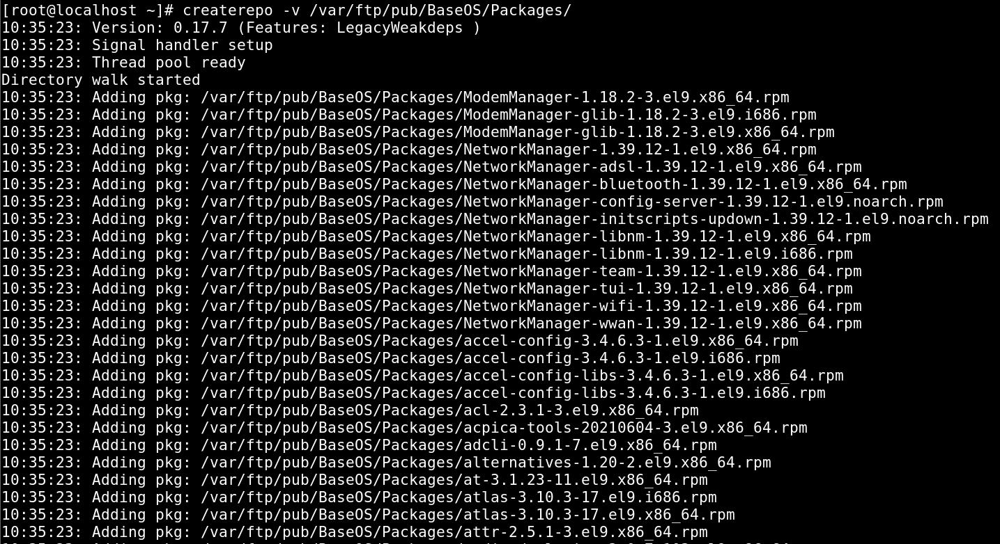 [root@localhost ~]# createrepo -v /var/ftp/pub/BaseOS/Packages/
10:35:23: Version: 0.17.7 (Features: LegacyWeakdeps )
10:35:23: Signal handler setup
10:35:23: Thread pool ready
Directory walk started
10:35:23: Adding pkg: /var/ftp/pub/BaseOS/Packages/ModemManager-1.18.2-3.el9.x86_64.rpm
10:35:23: Adding pkg: /var/ftp/pub/BaseOS/Packages/ModemManager-glib-1.18.2-3.el9.i686.rpm
10:35:23: Adding pkg: /var/ftp/pub/BaseOS/Packages/ModemManager-glib-1.18.2-3.el9.x86_64.rpm
10:35:23: Adding pkg: /var/ftp/pub/BaseOS/Packages/NetworkManager-1.39.12-1.el9.x86_64.rpm
10:35:23: Adding pkg: /var/ftp/pub/BaseOS/Packages/NetworkManager-adsl-1.39.12-1.el9.x86_64.rpm
10:35:23: Adding pkg: /var/ftp/pub/BaseOS/Packages/NetworkManager-bluetooth-1.39.12-1.el9.x86_64.rpm
10:35:23: Adding pkg: /var/ftp/pub/BaseOS/Packages/NetworkManager-config-server-1.39.12-1.el9.noarch.rpm
10:35:23: Adding pkg: /var/ftp/pub/BaseOS/Packages/NetworkManager-initscripts-updown-1.39.12-1.el9.noarch.rpm
10:35:23: Adding pkg: /var/ftp/pub/BaseOS/Packages/NetworkManager-libnm-1.39.12-1.el9.x86_64.rpm
10:35:23: Adding pkg: /var/ftp/pub/BaseOS/Packages/NetworkManager-libnm-1.39.12-1.el9.i686.rpm
10:35:23: Adding pkg: /var/ftp/pub/BaseOS/Packages/NetworkManager-team-1.39.12-1.el9.x86_64.rpm
10:35:23: Adding pkg: /var/ftp/pub/BaseOS/Packages/NetworkManager-tui-1.39.12-1.el9.x86_64.rpm
10:35:23: Adding pkg: /var/ftp/pub/BaseOS/Packages/NetworkManager-wifi-1.39.12-1.el9.x86_64.rpm
10:35:23: Adding pkg: /var/ftp/pub/BaseOS/Packages/NetworkManager-wwan-1.39.12-1.el9.x86_64.rpm
10:35:23: Adding pkg: /var/ftp/pub/BaseOS/Packages/accel-config-3.4.6.3-1.el9.x86_64.rpm
10:35:23: Adding pkg: /var/ftp/pub/BaseOS/Packages/accel-config-3.4.6.3-1.el9.i686.rpm
10:35:23: Adding pkg: /var/ftp/pub/BaseOS/Packages/accel-config-libs-3.4.6.3-1.el9.x86_64.rpm
10:35:23: Adding pkg: /var/ftp/pub/BaseOS/Packages/accel-config-libs-3.4.6.3-1.el9.i686.rpm
10:35:23: Adding pkg: /var/ftp/pub/BaseOS/Packages/acl-2.3.1-3.el9.x86_64.rpm
10:35:23: Adding pkg: /var/ftp/pub/BaseOS/Packages/acpica-tools-20210604-3.el9.x86_64.rpm
10:35:23: Adding pkg: /var/ftp/pub/BaseOS/Packages/adcli-0.9.1-7.el9.x86_64.rpm
10:35:23: Adding pkg: /var/ftp/pub/BaseOS/Packages/alternatives-1.20-2.el9.x86_64.rpm
10:35:23: Adding pkg: /var/ftp/pub/BaseOS/Packages/at-3.1.23-11.el9.x86_64.rpm
10:35:23: Adding pkg: /var/ftp/pub/BaseOS/Packages/atlas-3.10.3-17.el9.i686.rpm
10:35:23: Adding pkg: /var/ftp/pub/BaseOS/Packages/atlas-3.10.3-17.el9.x86_64.rpm
10:35:23: Adding pkg: /var/ftp/pub/BaseOS/Packages/attr-2.5.1-3.el9.x86_64.rpm